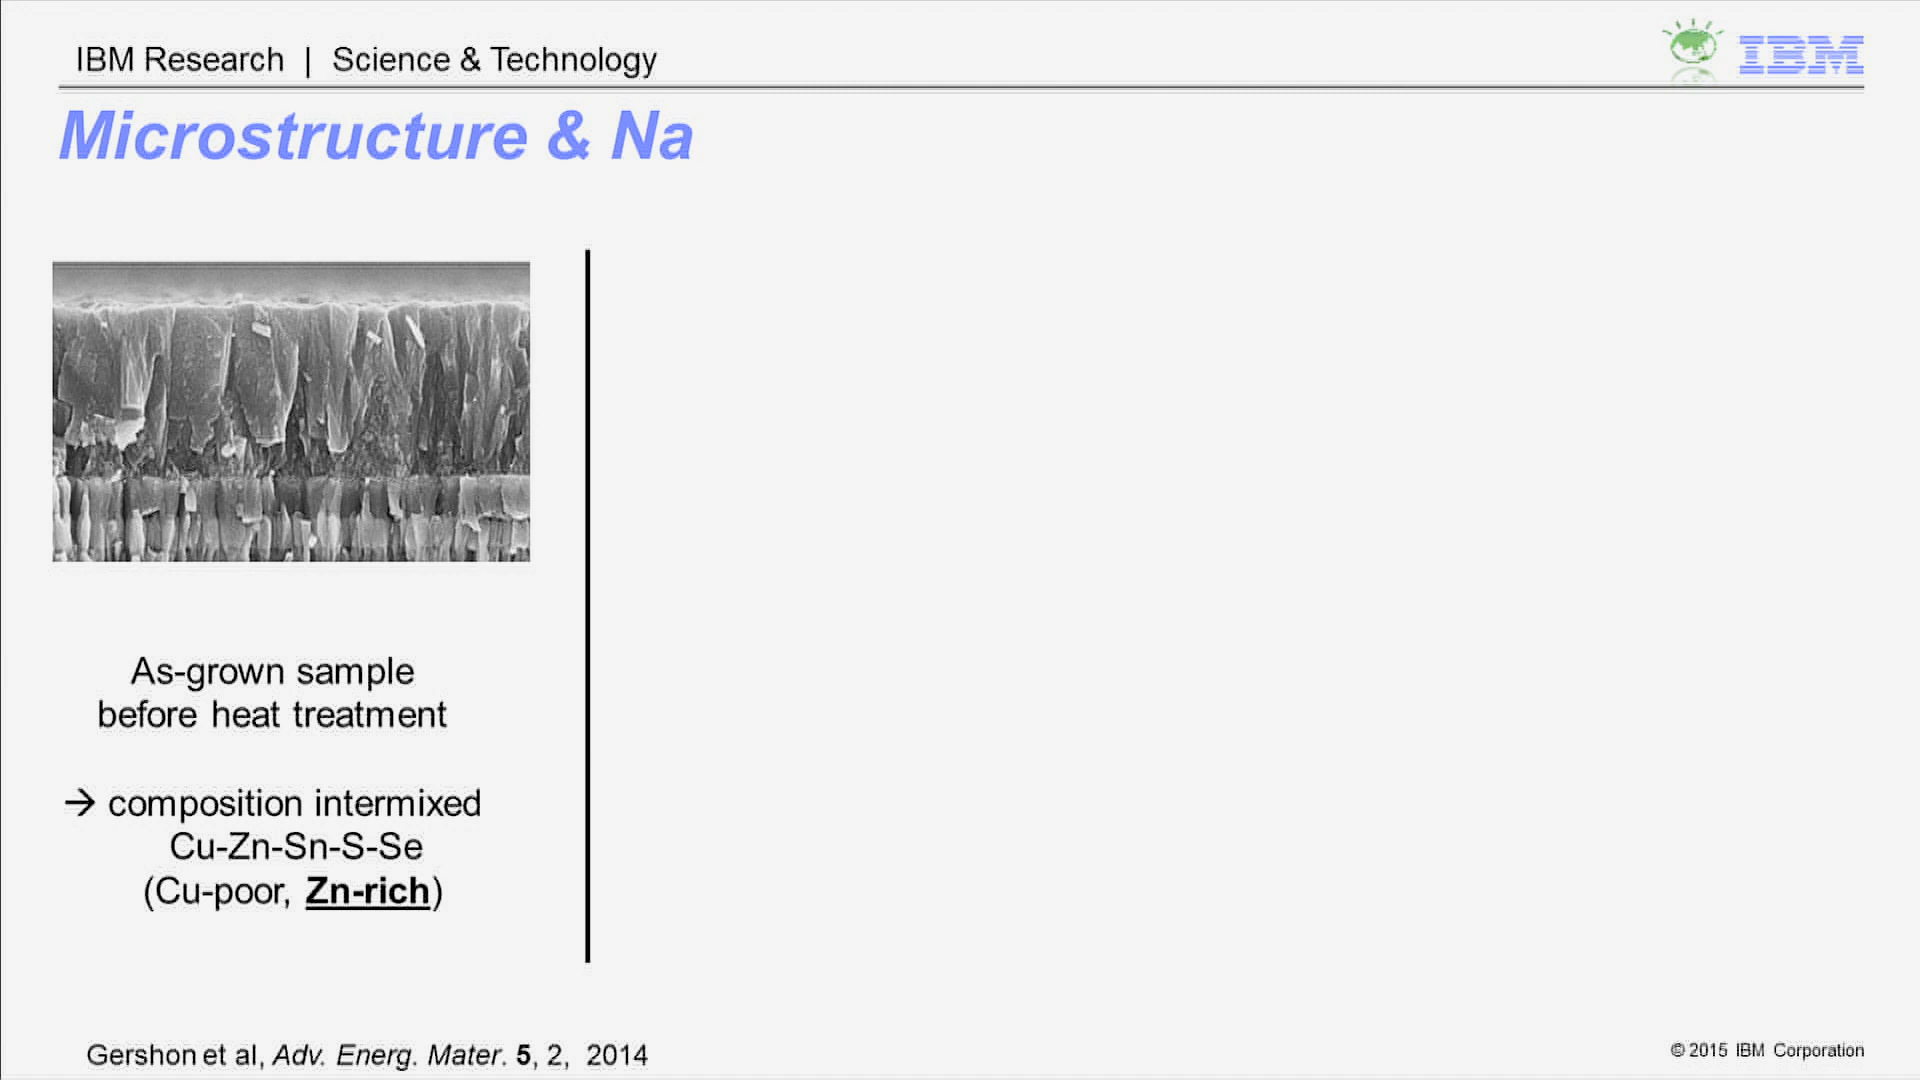 IBM Research | Science & Technology
IBM
Microstructure & Na
As-grown sample
before heat treatment
→ composition intermixed
Cu-Zn-Sn-S-Se
(Cu-poor, Zn-rich)
Gershon et al, Adv. Energ. Mater. 5, 2, 2014
© 2015 IBM Corporation